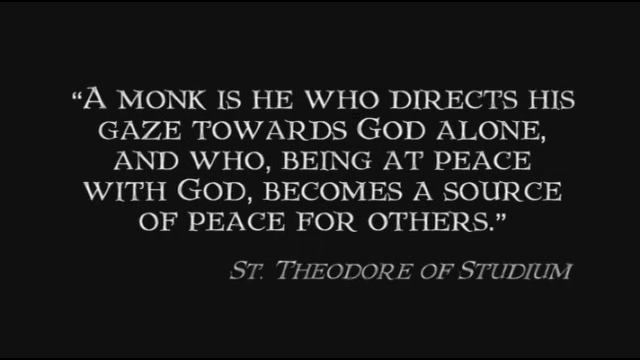 “A monk is he who directs his
gaze towards God alone,
and who, being at peace
with God, becomes a source
of peace for others.”
St. Theodore of Studium